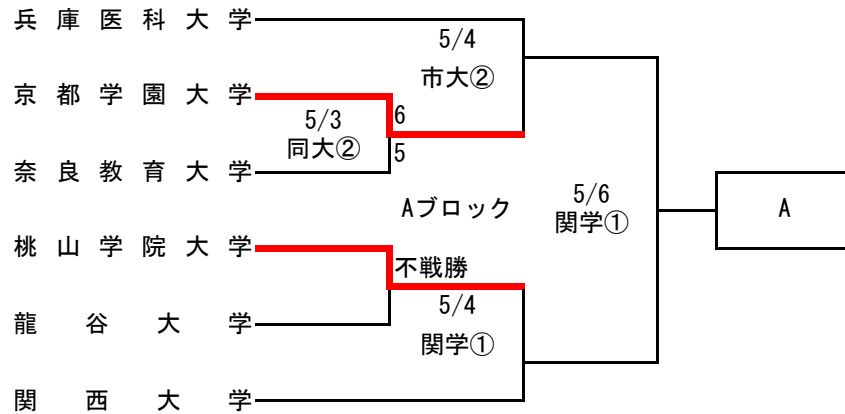 兵庫医科大学
5/4
市大②
京都学園大学
6
5/3
同大②
5
奈良教育大学
Aブロック
5/6
関学①
A
桃山学院大学
不戦勝
5/4
関学①
龍谷大学
関西大学